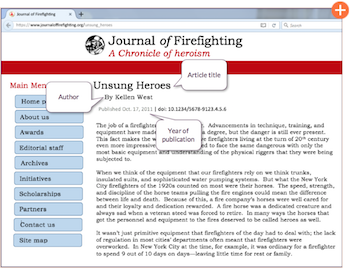 Journal of Firefighting
https://www.journaloffirefighting.org/unsung_heroes
Search
Journal of Firefighting
A Chronicle of heroism
Main Men
Unsung Heroes
Article title
Author
By Kellen West
Published Oct. 17, 2011 | doi: 10.1234/5678-9123.4.5.6
Year of
publication
Home p
About us
Awards
Editorial staff
Archives
Initiatives
Scholarships
Partners
Contact us
Site map
The job of a firefighter Advancements in technique, training, and
equipment have made a degree, but the danger is still ever present.
This fact makes the w re fighters living at the turn of 20th century
even more impressive d to face the same dangerous with only the
most basic equipment and understanding of the physical riggers that they were being
subjected to.
When we think of the equipment that our firefighters rely on we think trucks,
insulated suits, and sophisticated water pumping systems. But what the New York
City firefighters of the 1920s counted on most were their horses. The speed, strength,
and discipline of the horse teams pulling the fire engines could mean the difference
between life and death. Because of this, a fire company's horses were well cared for
and their loyalty and dedication rewarded. A fire horse was a dedicated creature and
always sad when a veteran steed was forced to retire. In many ways the horses that
got the personnel and equipment to the fires deserved to be called heroes as well.
It wasn't just primitive equipment that firefighters of the day had to deal with; the lack
of regulation in most cities' departments often meant that firefighters were
overworked. In New York City at the time, for example, it was ordinary for a firefighter
to spend 9 out of 10 days on days—leaving little time for rest or family.